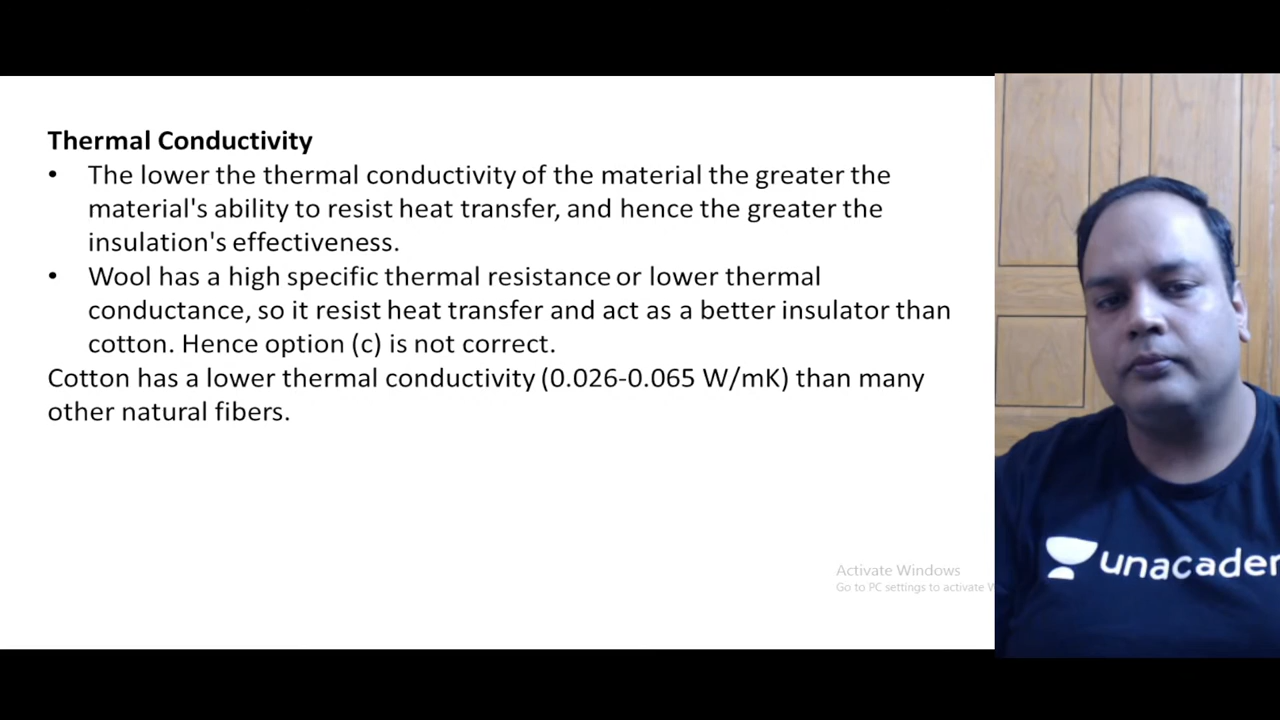 Thermal Conductivity
• The lower the thermal conductivity of the material the greater the
material's ability to resist heat transfer, and hence the greater the
insulation's effectiveness.
• Wool has a high specific thermal resistance or lower thermal
conductance, so it resist heat transfer and act as a better insulator than
cotton. Hence option (c) is not correct.
Cotton has a lower thermal conductivity (0.026-0.065 W/mK) than many
other natural fibers.
Activate Windows
Go to PC settings to activate W
unacader